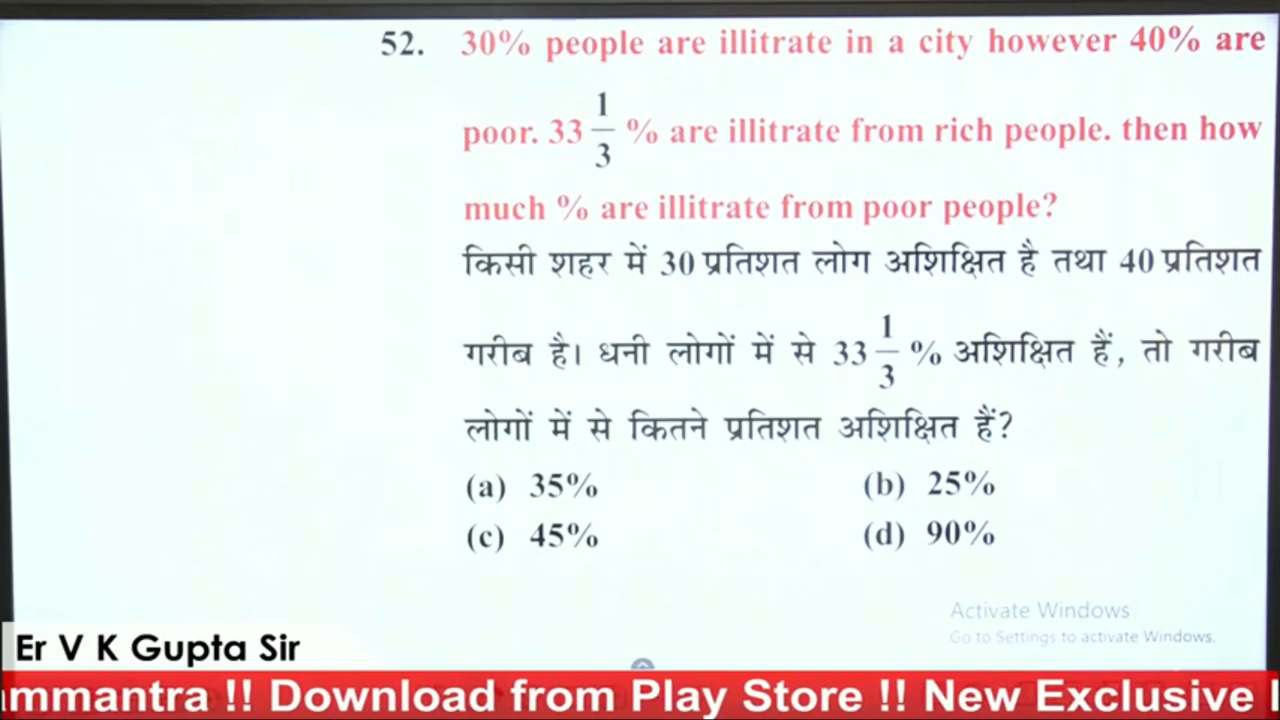 52. 30% people are illitrate in a city however 40% are
poor. 33 1/3 % are illitrate from rich people. then how
much % are illitrate from poor people?
किसी शहर में 30 प्रतिशत लोग अशिक्षित है तथा 40 प्रतिशत
गरीब है। धनी लोगों में से 33 1/3 % अशिक्षित हैं, तो गरीब
लोगों में से कितने प्रतिशत अशिक्षित हैं?
(a) 35% (b) 25%
(c) 45% (d) 90%
Activate Windows
Go to Settings to activate Windows.
Er V K Gupta Sir
ammantra !! Download from Play Store !! New Exclusive